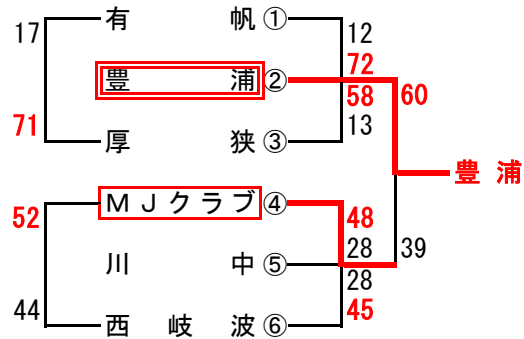 17 有 帆 ① 12
豊 浦 ② 72
58 60
71 厚 狭 ③ 13
豊 浦
52 MJクラブ ④ 48
川 中 ⑤ 28 39
28
44 西 岐 波 ⑥ 45